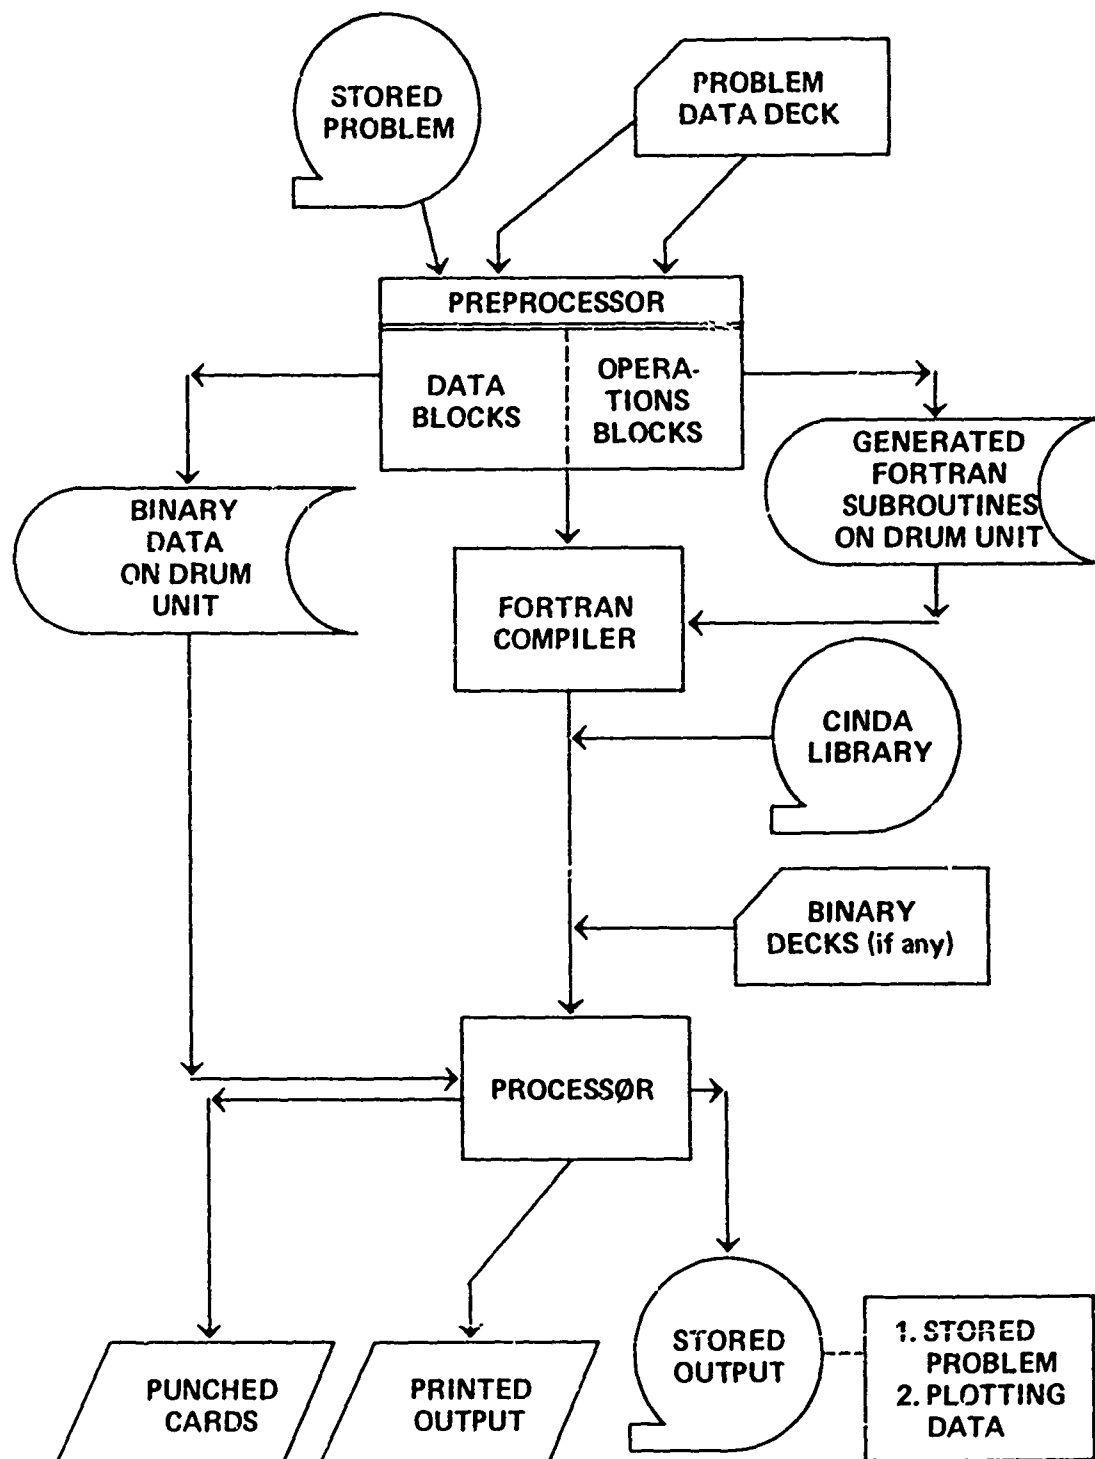 STORED
PROBLEM
PROBLEM
DATA DECK
PREPROCESSOR
DATA
BLOCKS
OPERA-
TIONS
BLOCKS
GENERATED
FORTRAN
SUBROUTINES
ON DRUM UNIT
BINARY
DATA
ON DRUM
UNIT
FORTRAN
COMPILER
CINDA
LIBRARY
BINARY
DECKS (if any)
PROCESSØR
PUNCHED
CARDS
PRINTED
OUTPUT
STORED
OUTPUT
1. STORED
PROBLEM
2. PLOTTING
DATA